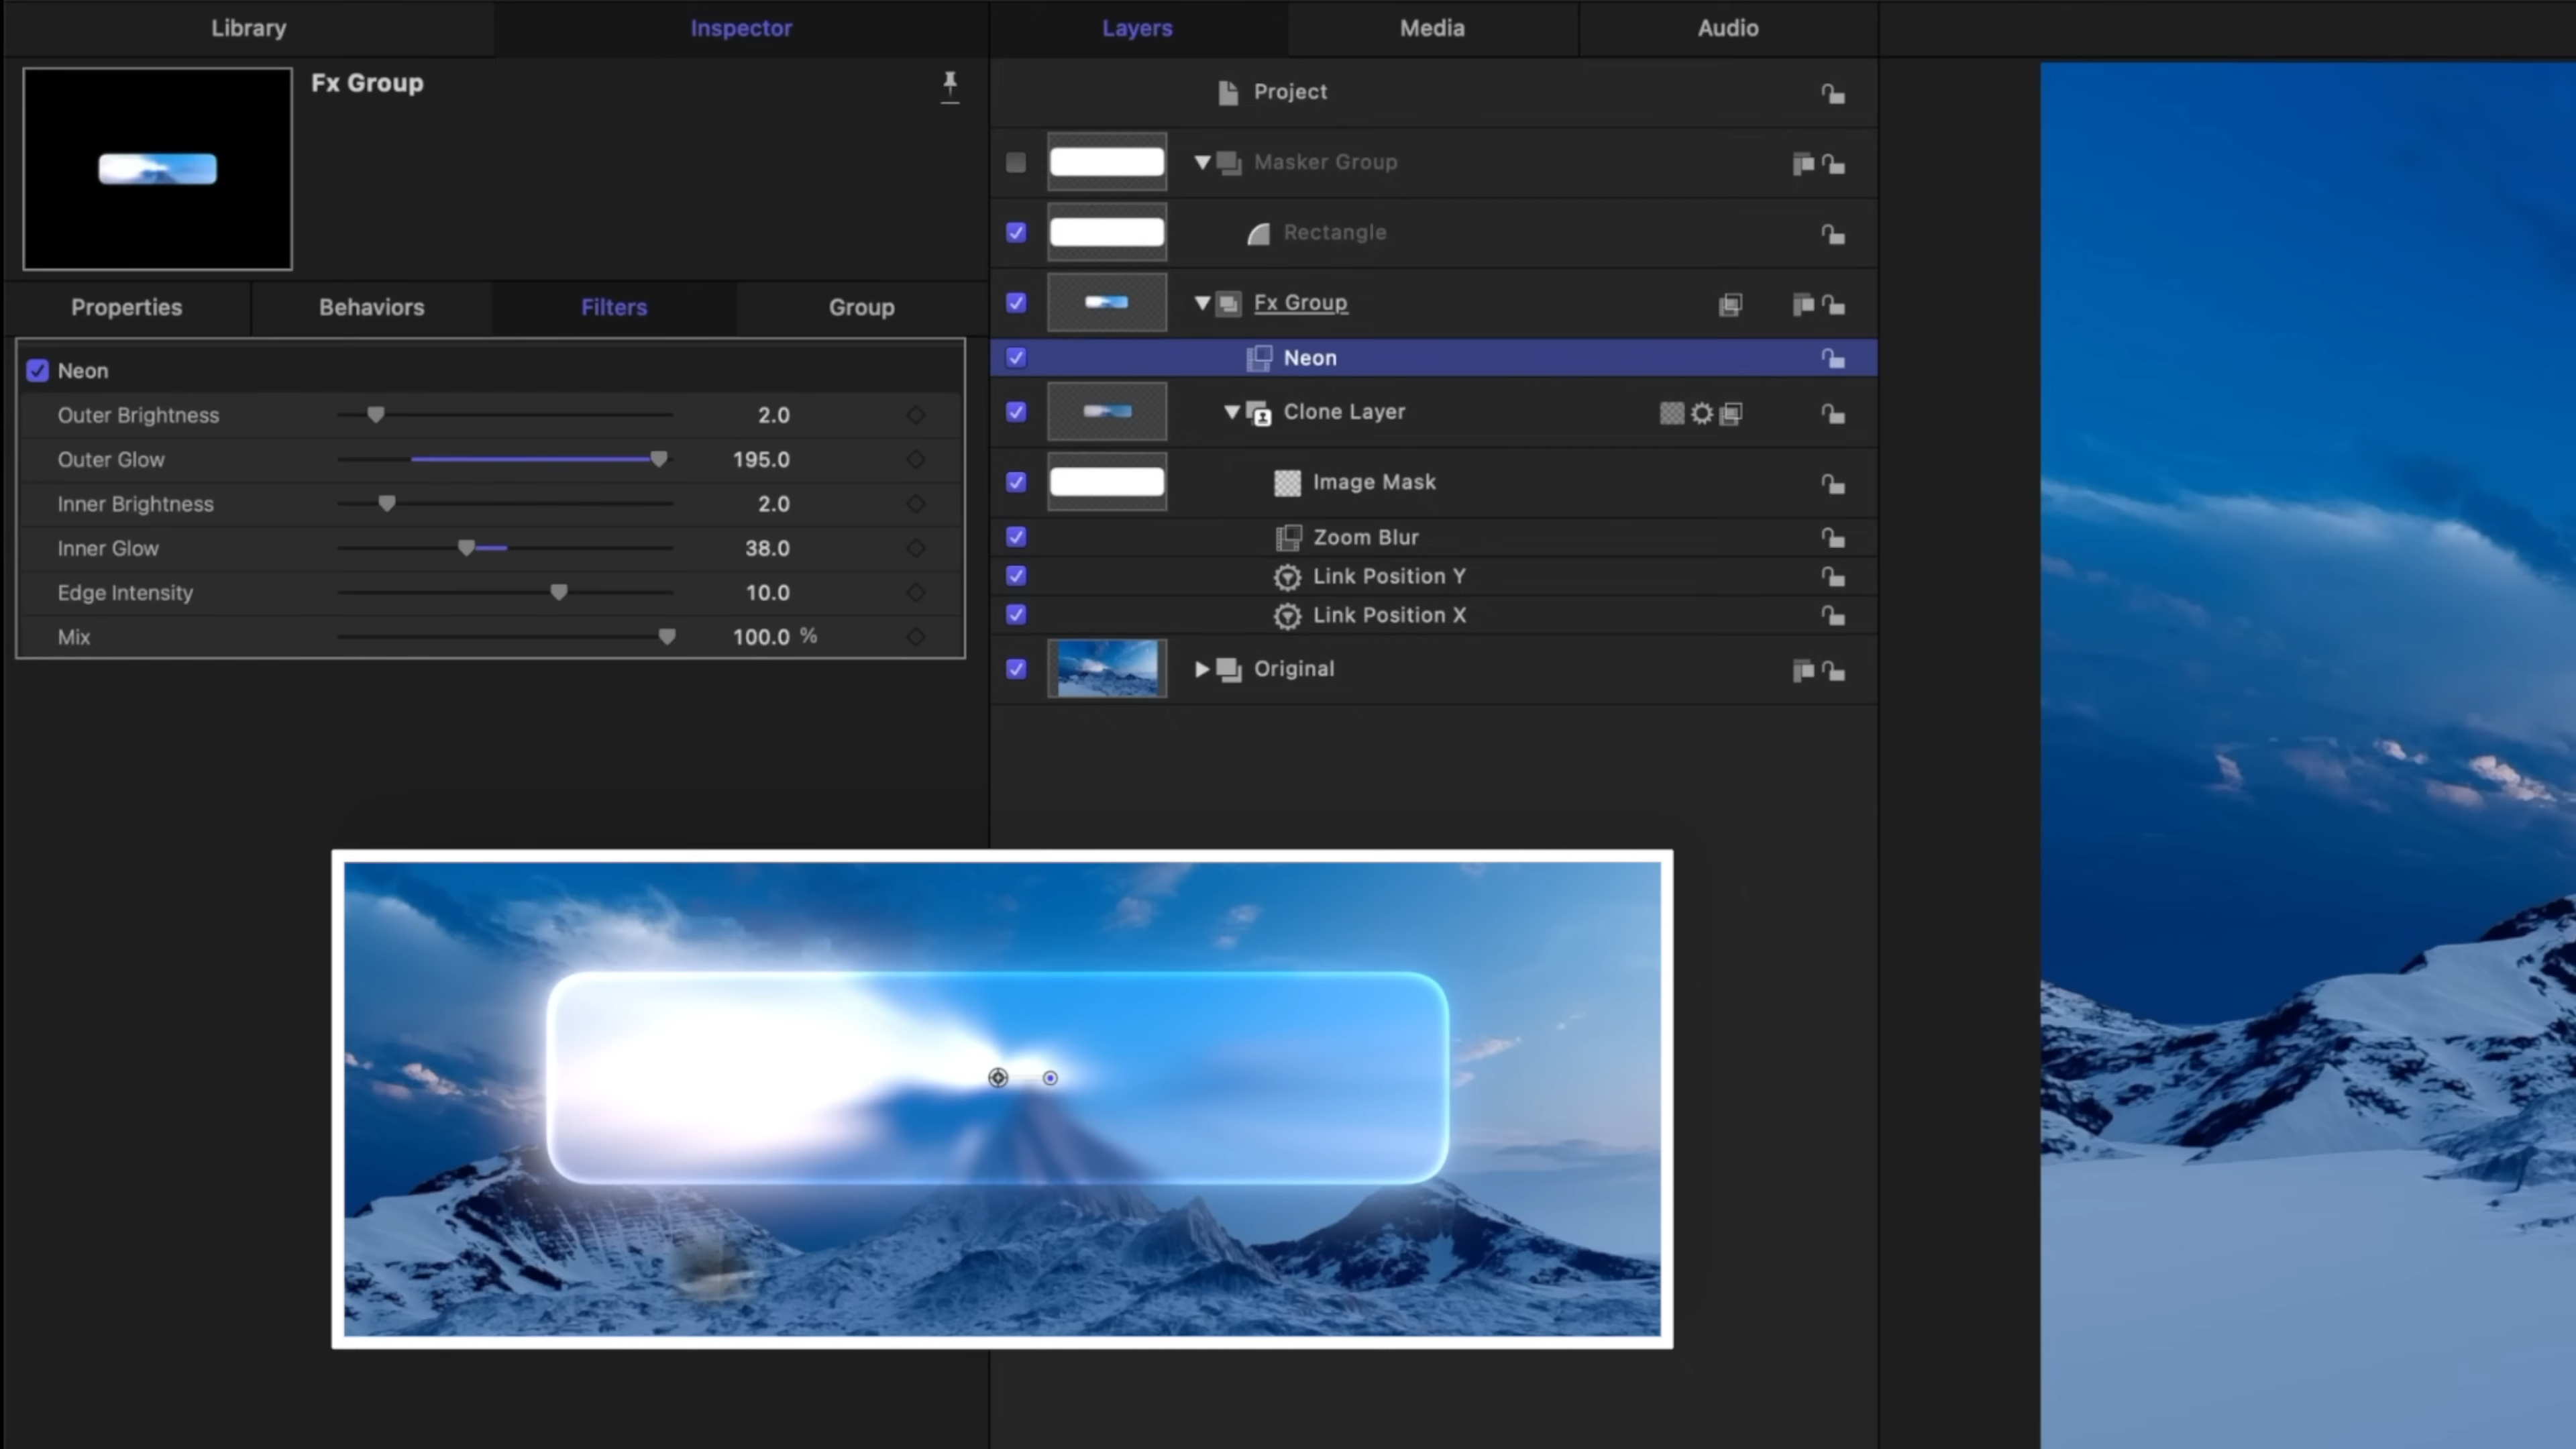 Library
Inspector
Layers
Media
Audio
Fx Group
Project
Masker Group
Rectangle
Properties
Behaviors
Filters
Group
Fx Group
Neon
Neon
Outer Brightness 2.0
Clone Layer
Outer Glow 195.0
Inner Brightness 2.0
Image Mask
Inner Glow 38.0
Zoom Blur
Edge Intensity 10.0
Link Position Y
Mix 100.0 %
Link Position X
Original